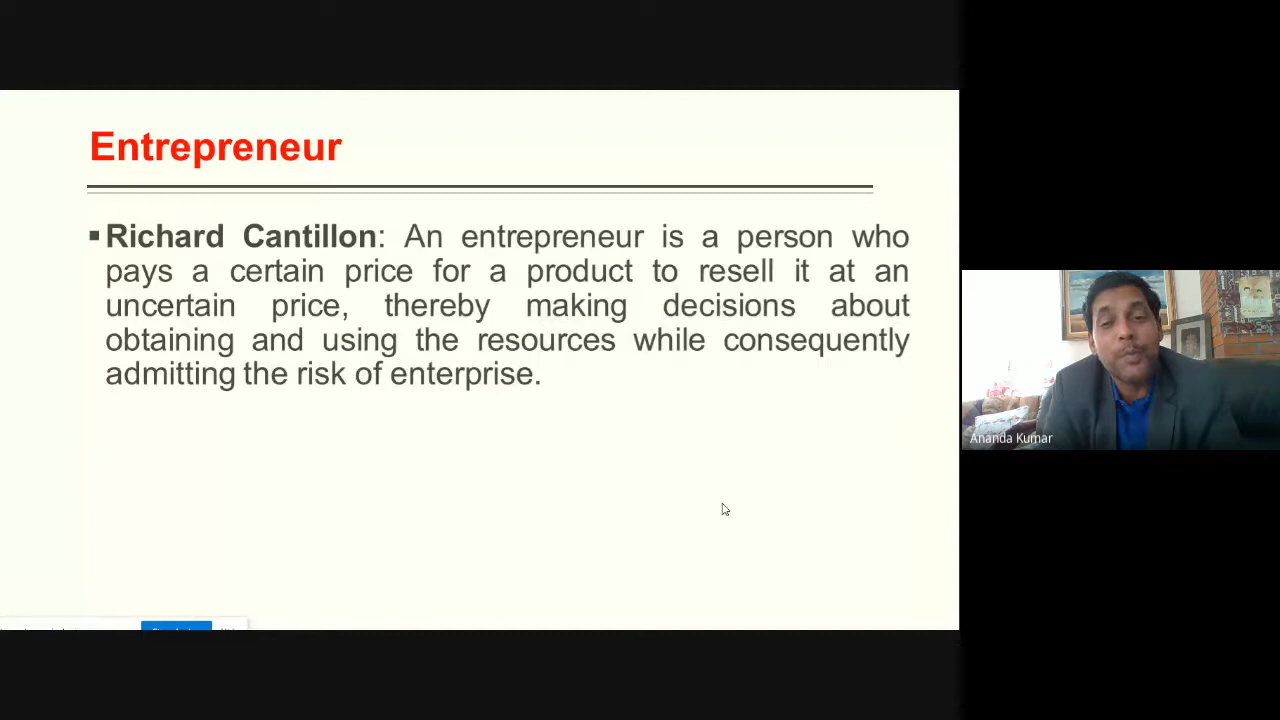 Entrepreneur
▪Richard Cantillon: An entrepreneur is a person who
pays a certain price for a product to resell it at an
uncertain price, thereby making decisions about
obtaining and using the resources while consequently
admitting the risk of enterprise.
Ananda Kumar